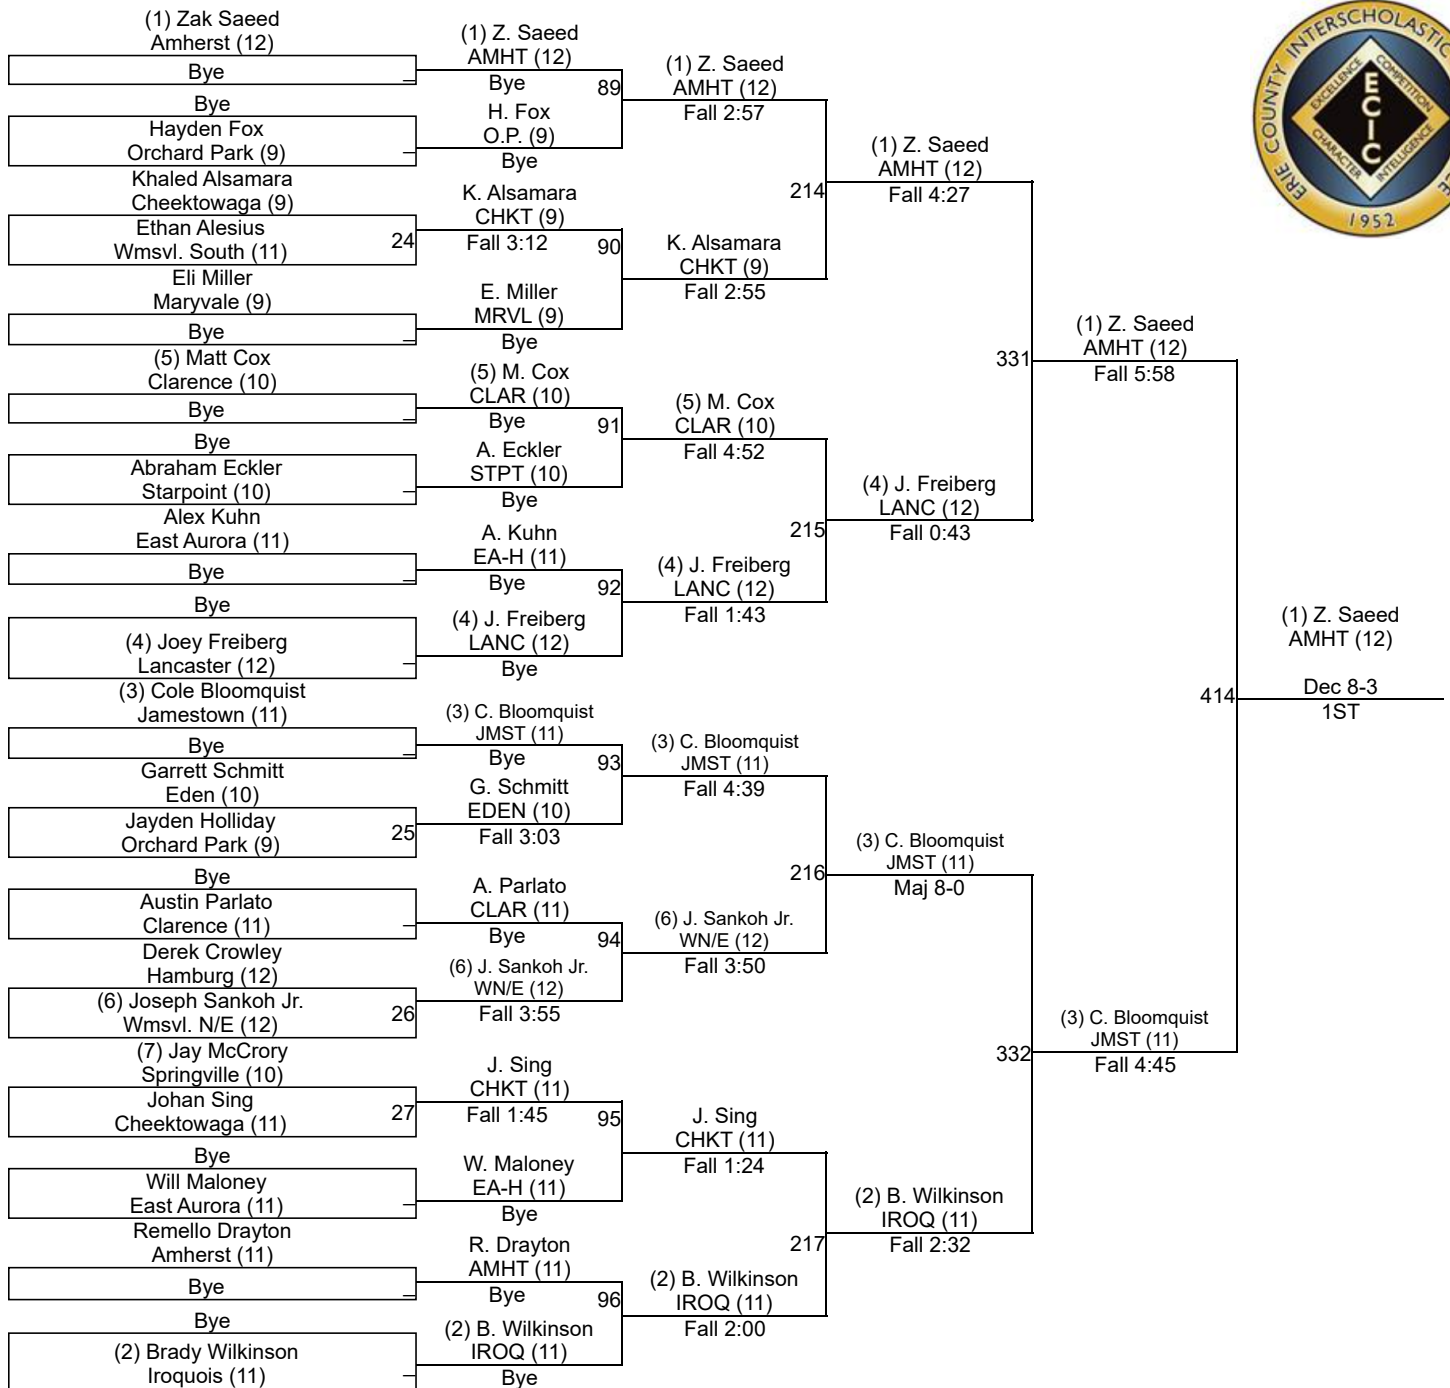 (1) Zak Saeed
Amherst (12)
Bye
Bye
Hayden Fox
Orchard Park (9)
Khaled Alsamara
Cheektowaga (9)
Ethan Alesius
Wmsvl. South (11)
24
Eli Miller
Maryvale (9)
Bye
(5) Matt Cox
Clarence (10)
Bye
Bye
Abraham Eckler
Starpoint (10)
Alex Kuhn
East Aurora (11)
Bye
Bye
(4) Joey Freiberg
Lancaster (12)
(3) Cole Bloomquist
Jamestown (11)
Bye
Garrett Schmitt
Eden (10)
Jayden Holliday
Orchard Park (9)
25
Bye
Austin Parlato
Clarence (11)
Derek Crowley
Hamburg (12)
(6) Joseph Sankoh Jr.
Wmsvl. N/E (12)
26
(7) Jay McCrory
Springville (10)
Johan Sing
Cheektowaga (11)
27
Bye
Will Maloney
East Aurora (11)
Remello Drayton
Amherst (11)
Bye
Bye
(2) Brady Wilkinson
Iroquois (11)
(1) Z. Saeed
AMHT (12)
Bye
89
H. Fox
O.P. (9)
Bye
K. Alsamara
CHKT (9)
Fall 3:12
90
E. Miller
MRVL (9)
Bye
(5) M. Cox
CLAR (10)
Bye
91
A. Eckler
STPT (10)
Bye
A. Kuhn
EA-H (11)
Bye
92
(4) J. Freiberg
LANC (12)
Bye
(3) C. Bloomquist
JMST (11)
Bye
93
G. Schmitt
EDEN (10)
Fall 3:03
A. Parlato
CLAR (11)
Bye
94
(6) J. Sankoh Jr.
WN/E (12)
Fall 3:55
J. Sing
CHKT (11)
Fall 1:45
95
W. Maloney
EA-H (11)
Bye
R. Drayton
AMHT (11)
Bye
96
(2) B. Wilkinson
IROQ (11)
Bye
(1) Z. Saeed
AMHT (12)
Fall 2:57
214
K. Alsamara
CHKT (9)
Fall 2:55
(5) M. Cox
CLAR (10)
Fall 4:52
215
(4) J. Freiberg
LANC (12)
Fall 1:43
(3) C. Bloomquist
JMST (11)
Fall 4:39
216
(6) J. Sankoh Jr.
WN/E (12)
Fall 3:50
J. Sing
CHKT (11)
Fall 1:24
217
(2) B. Wilkinson
IROQ (11)
Fall 2:00
(1) Z. Saeed
AMHT (12)
Fall 4:27
331
(4) J. Freiberg
LANC (12)
Fall 0:43
(3) C. Bloomquist
JMST (11)
Maj 8-0
332
(2) B. Wilkinson
IROQ (11)
Fall 2:32
(1) Z. Saeed
AMHT (12)
Fall 5:58
414
(3) C. Bloomquist
JMST (11)
Fall 4:45
(1) Z. Saeed
AMHT (12)
Dec 8-3
1ST
ERIE COUNTY INTERSCHOLASTIC
EXCELLENCE
COMPETITION
ECIC
CHARACTER
INTELLIGENCE
1952